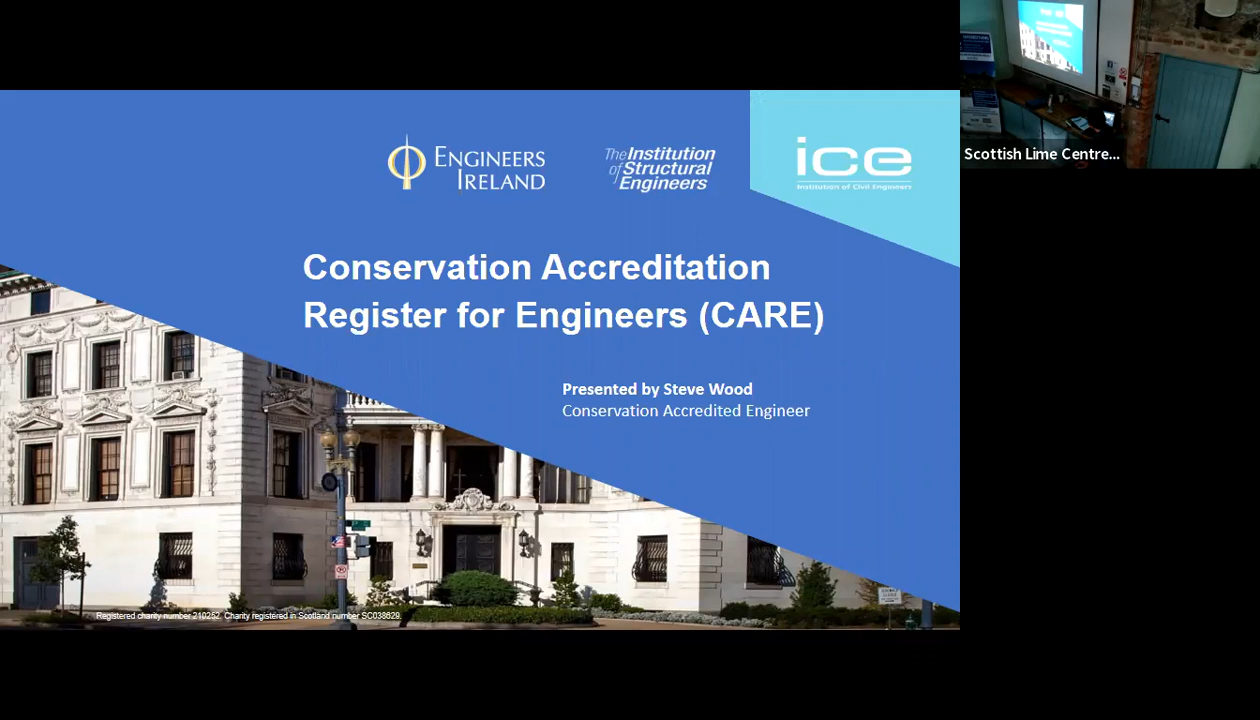 ENGINEERS
IRELAND
The Institution
of Structural
Engineers
ice
Institution of Civil Engineers
Conservation Accreditation
Register for Engineers (CARE)
Presented by Steve Wood
Conservation Accredited Engineer
Registered charity number 210252. Charity registered in Scotland number SC038629.
Scottish Lime Centre...